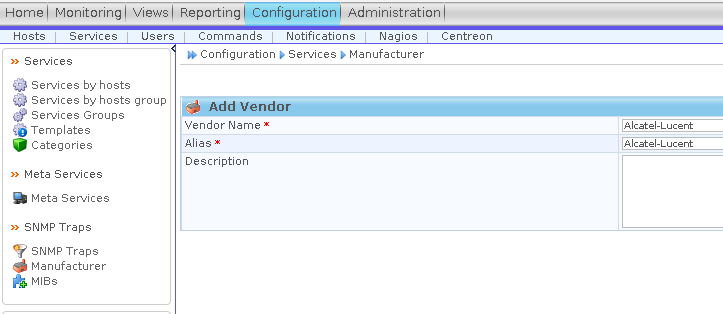 Home Monitoring Views Reporting Configuration Administration
Hosts Services Users Commands Notifications Nagios Centreon
Configuration Services Manufacturer
Services
Services by hosts
Services by hosts group
Services Groups
Templates
Categories
Meta Services
Meta Services
SNMP Traps
SNMP Traps
Manufacturer
MIBs
Add Vendor
Vendor Name * Alcatel-Lucent
Alias * Alcatel-Lucent
Description